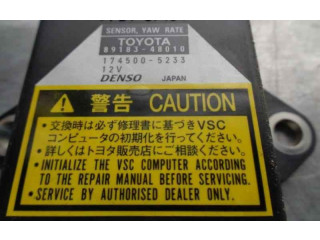 SENSOR, YAW RATE
TOYOTA
89183-48010
174500-5233
12V
DENSO JAPAN
警告 CAUTION
・交換時は必ず修理書に基づきVSC
コンピュータの初期化を行ってください。
・詳しくはトヨタ販売店にご相談ください。
・INITIALIZE THE VSC COMPUTER ACCORDING
TO THE REPAIR MANUAL BEFORE SERVICING.
・SERVICE BY AUTHORISED DEALER ONLY.